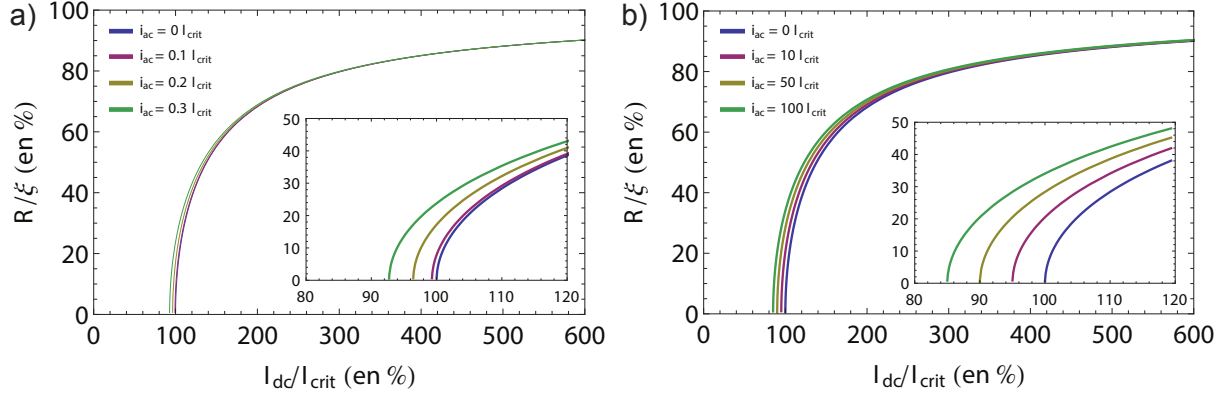 a)
100
80
60
40
20
0
R/ξ (en %)
i_ac = 0 I_crit
i_ac = 0.1 I_crit
i_ac = 0.2 I_crit
i_ac = 0.3 I_crit
50
40
30
20
10
0
80 90 100 110 120
0 100 200 300 400 500 600
I_dc/I_crit (en %)
b)
100
80
60
40
20
0
R/ξ (en %)
i_ac = 0 I_crit
i_ac = 10 I_crit
i_ac = 50 I_crit
i_ac = 100 I_crit
50
40
30
20
10
0
80 90 100 110 120
0 100 200 300 400 500 600
I_dc/I_crit (en %)